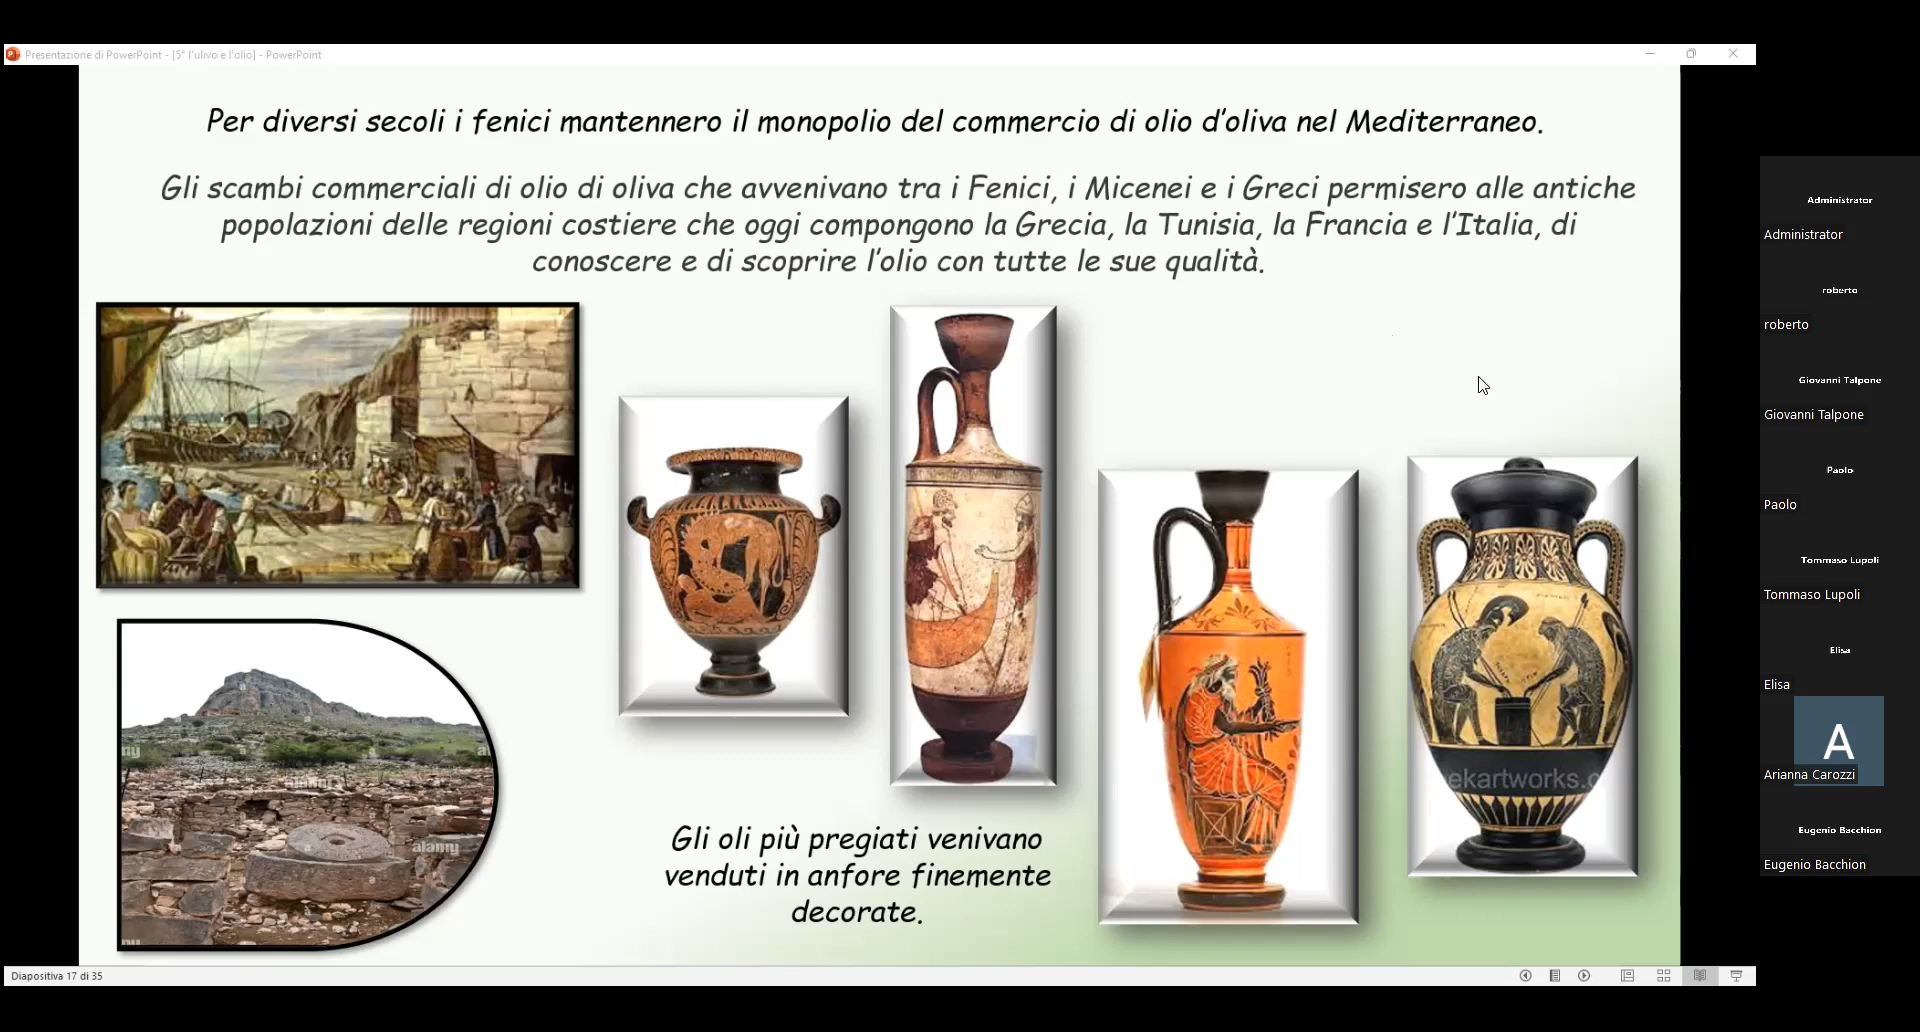 Presentazione di PowerPoint - [5° l'ulivo e l'olio] - PowerPoint
Per diversi secoli i fenici mantennero il monopolio del commercio di olio d'oliva nel Mediterraneo.
Gli scambi commerciali di olio di oliva che avvenivano tra i Fenici, i Micenei e i Greci permisero alle antiche
popolazioni delle regioni costiere che oggi compongono la Grecia, la Tunisia, la Francia e l'Italia, di
conoscere e di scoprire l'olio con tutte le sue qualità.
ekartworks.c
alamy
alamy
Gli oli più pregiati venivano
venduti in anfore finemente
decorate.
Diapositiva 17 di 35
Administrator
Administrator
roberto
roberto
Giovanni Talpone
Giovanni Talpone
Paolo
Paolo
Tommaso Lupoli
Tommaso Lupoli
Elisa
Elisa
A
Arianna Carozzi
Eugenio Bacchion
Eugenio Bacchion